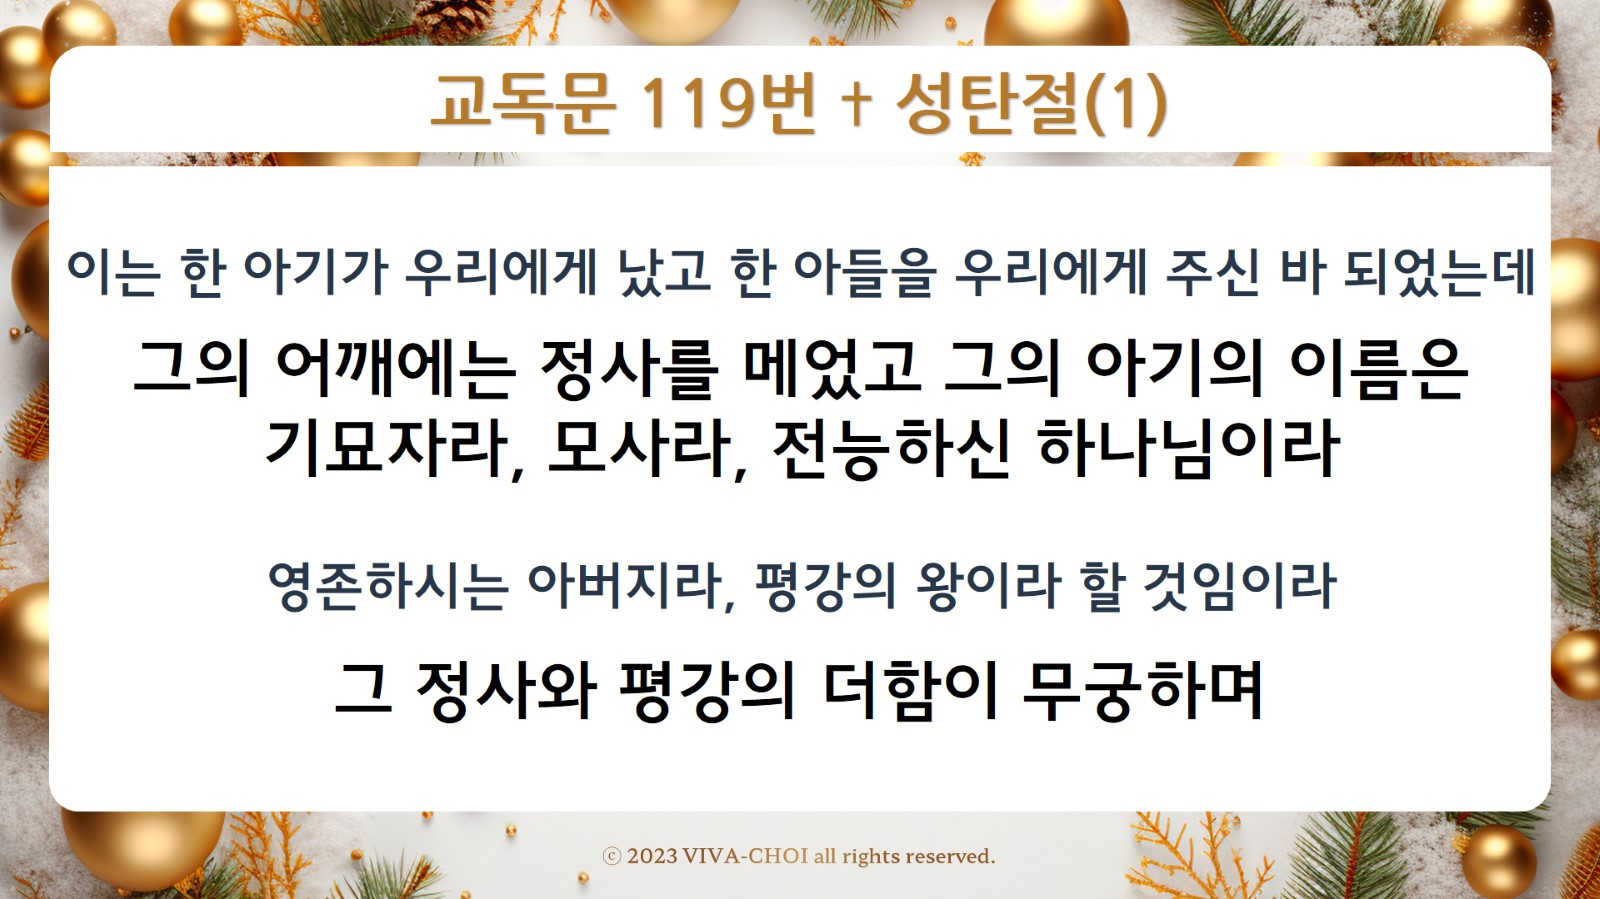 교독문 119번 † 성탄절(1)
이는 한 아기가 우리에게 났고 한 아들을 우리에게 주신 바 되었는데
그의 어깨에는 정사를 메었고 그의 아기의 이름은
기묘자라, 모사라, 전능하신 하나님이라
영존하시는 아버지라, 평강의 왕이라 할 것임이라
그 정사와 평강의 더함이 무궁하며
ⓒ 2023 VIVA-CHOI all rights reserved.